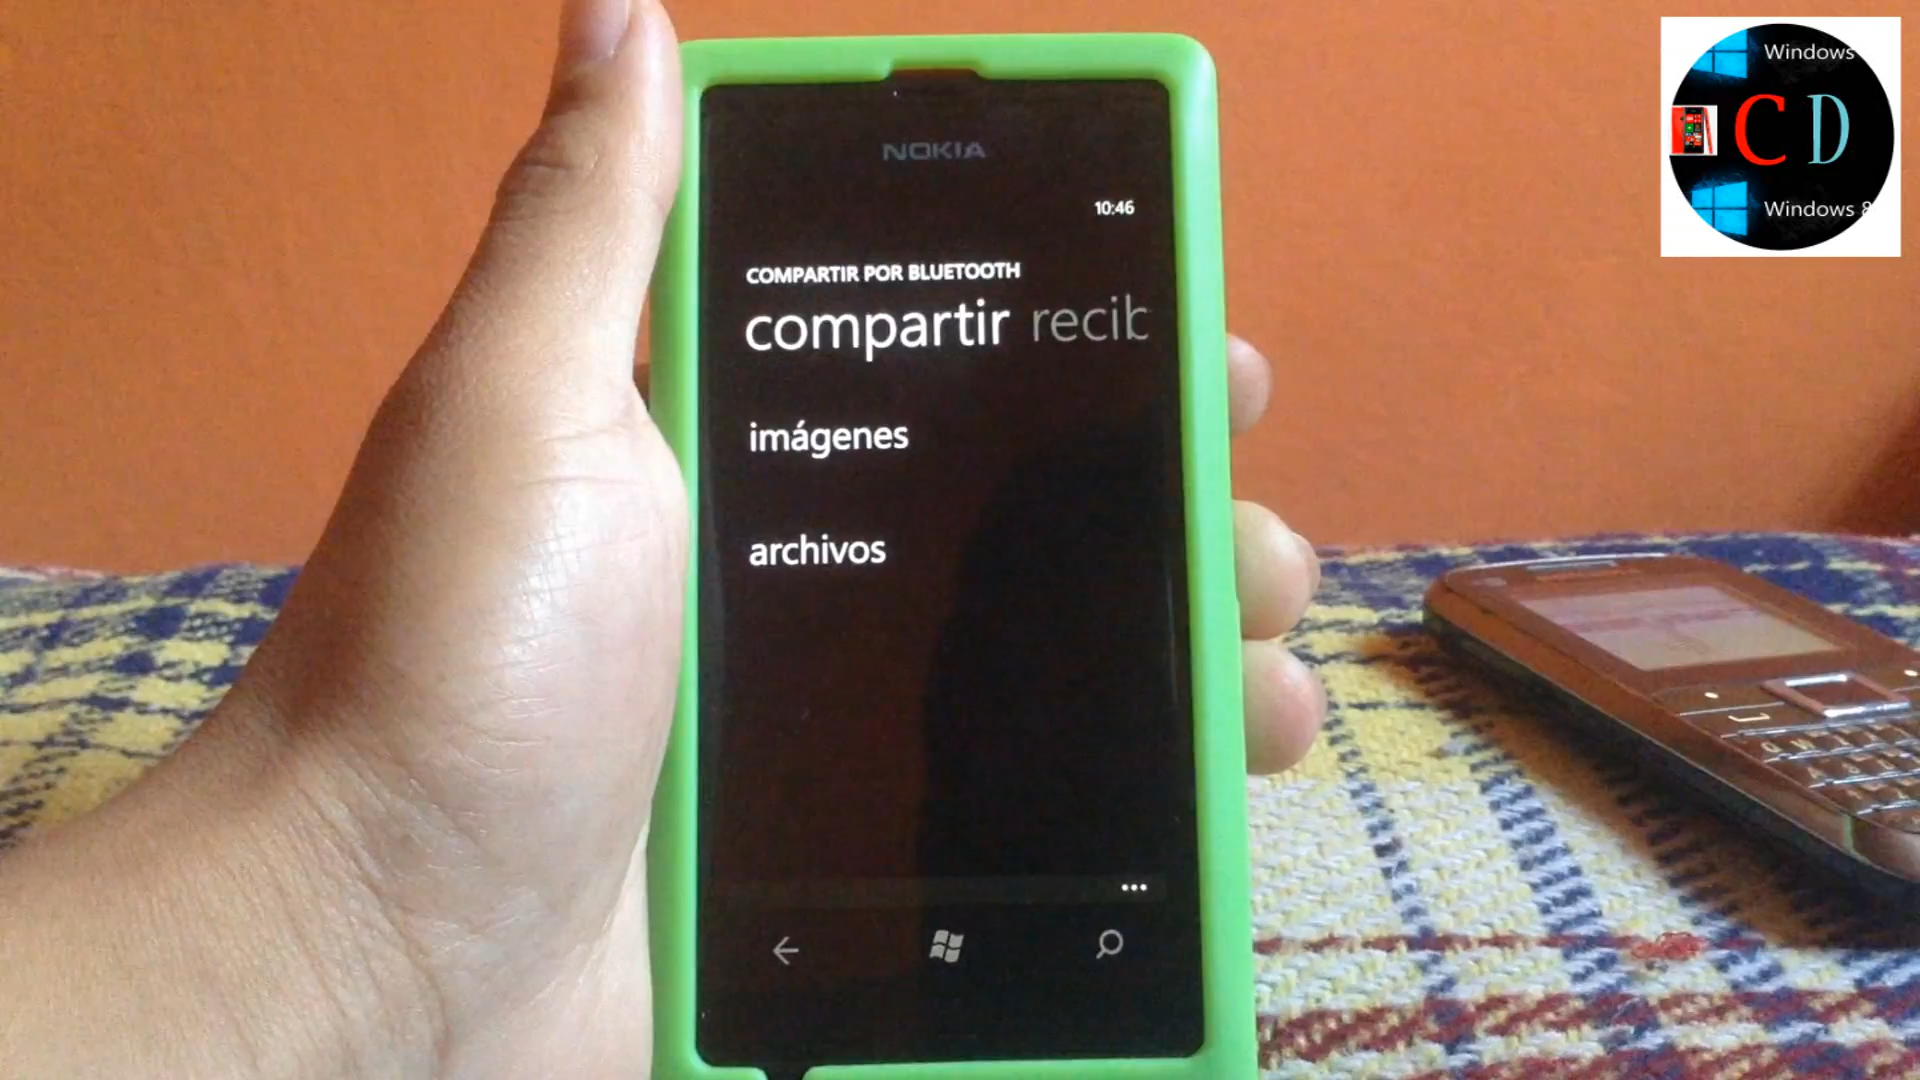 NOKIA
10:46
COMPARTIR POR BLUETOOTH
compartir recib
imágenes
archivos
Windows
C D
Windows 8